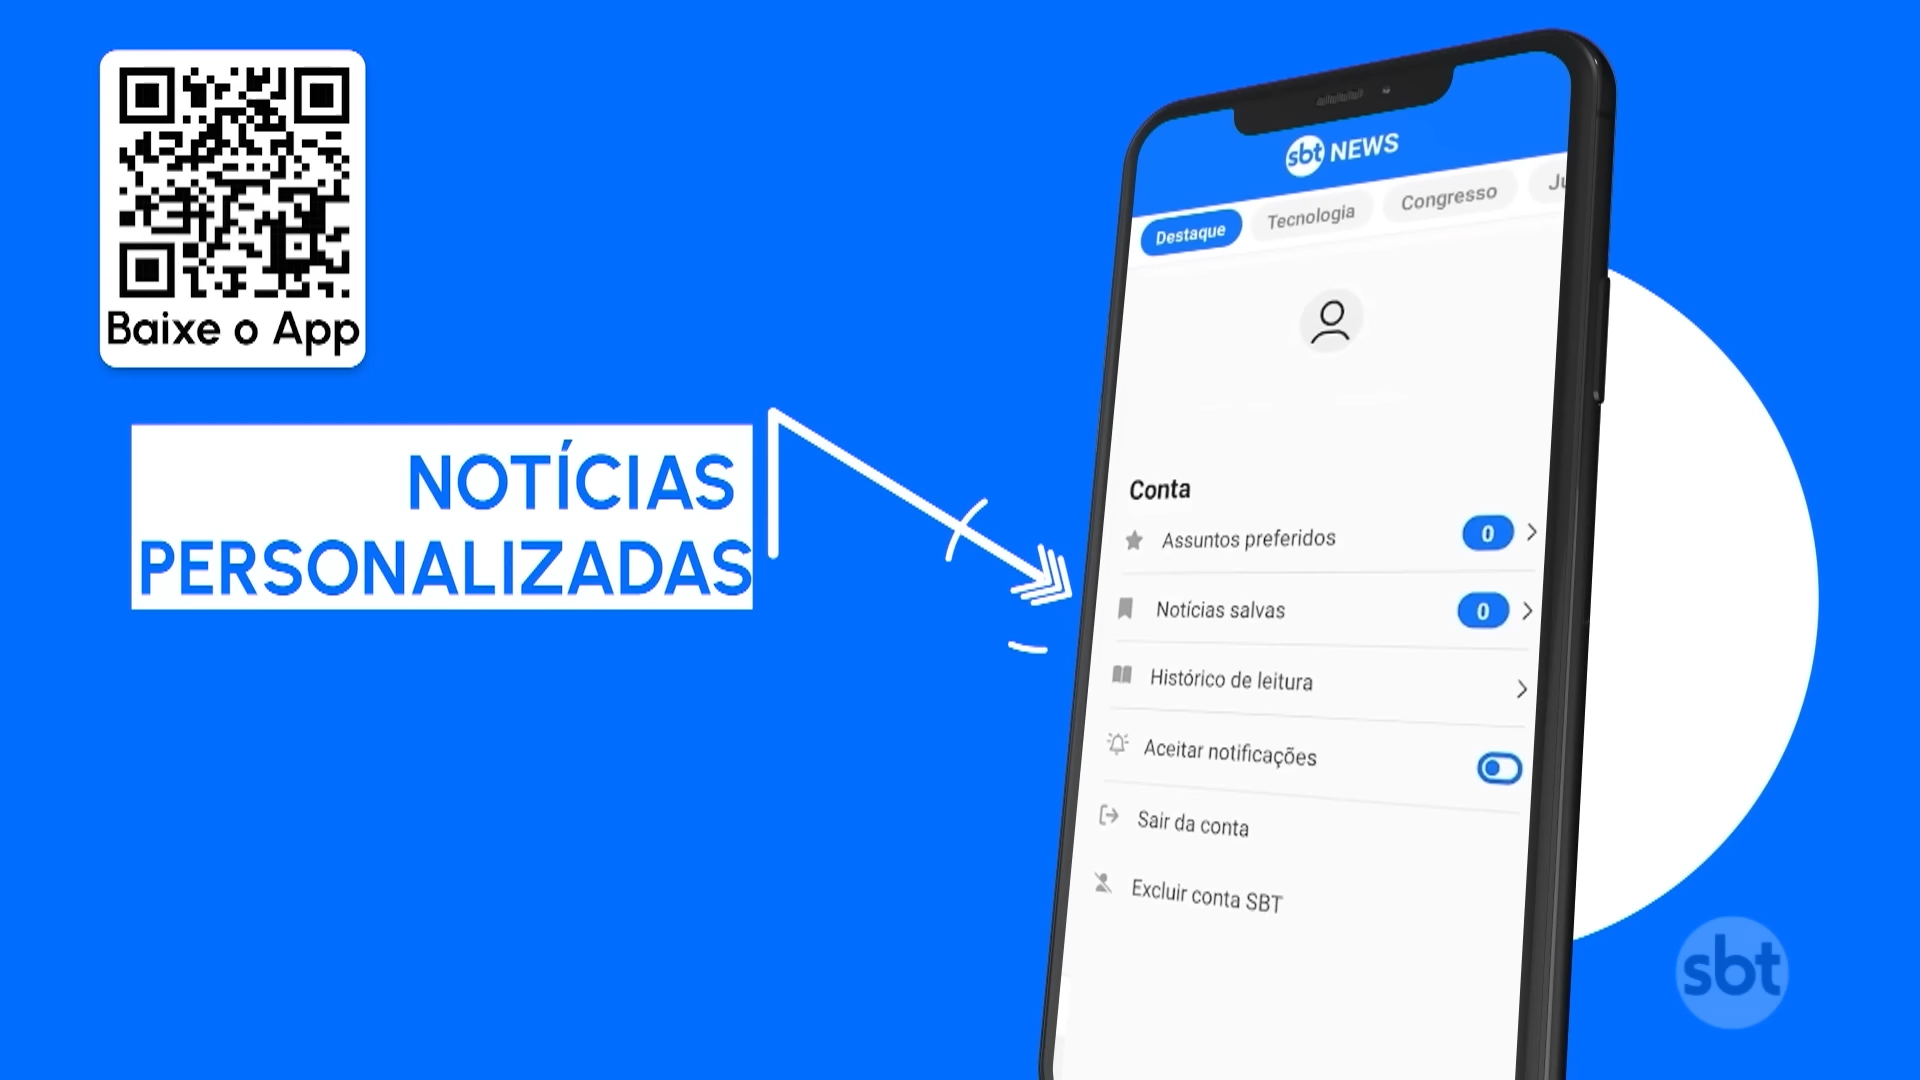 Baixe o App
NOTÍCIAS
PERSONALIZADAS
sbt NEWS
Destaque
Tecnologia
Congresso
Conta
Assuntos preferidos
0
Notícias salvas
0
Histórico de leitura
Aceitar notificações
Sair da conta
Excluir conta SBT
sbt